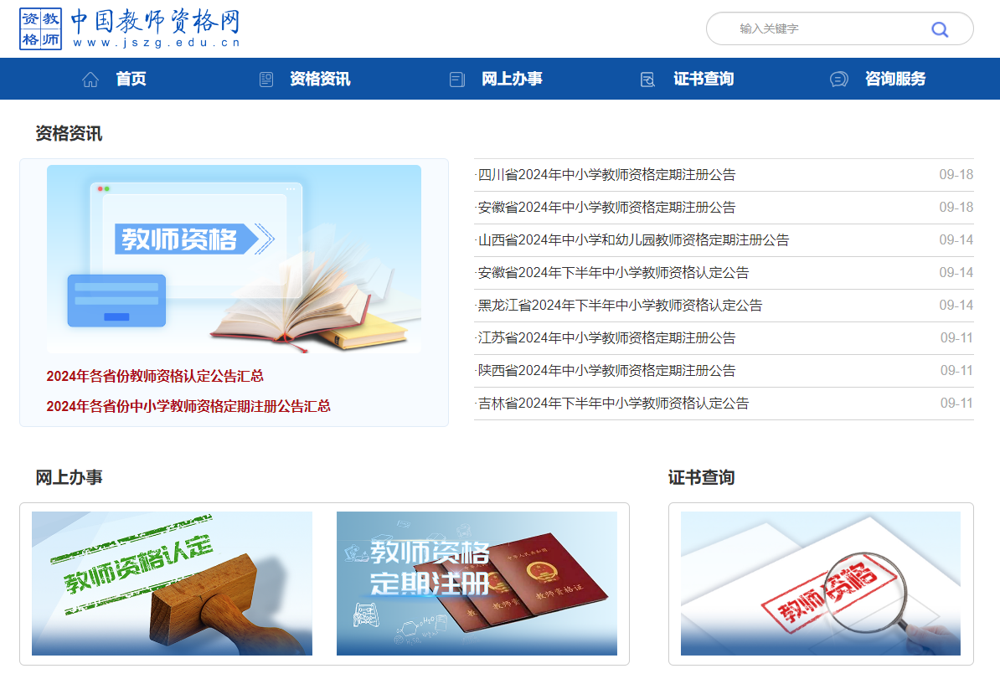 资教
格师
中国教师资格网
www.jszg.edu.cn
输入关键字
首页
资格资讯
网上办事
证书查询
咨询服务
资格资讯
教师资格
2024年各省份教师资格认定公告汇总
2024年各省份中小学教师资格定期注册公告汇总
·四川省2024年中小学教师资格定期注册公告 09-18
·安徽省2024年中小学教师资格定期注册公告 09-18
·山西省2024年中小学和幼儿园教师资格定期注册公告 09-14
·安徽省2024年下半年中小学教师资格认定公告 09-14
·黑龙江省2024年下半年中小学教师资格认定公告 09-14
·江苏省2024年中小学教师资格定期注册公告 09-11
·陕西省2024年中小学教师资格定期注册公告 09-11
·吉林省2024年下半年中小学教师资格认定公告 09-11
网上办事
教师资格认定
教师资格
定期注册
教师资格证
H₂O
证书查询
教师资格